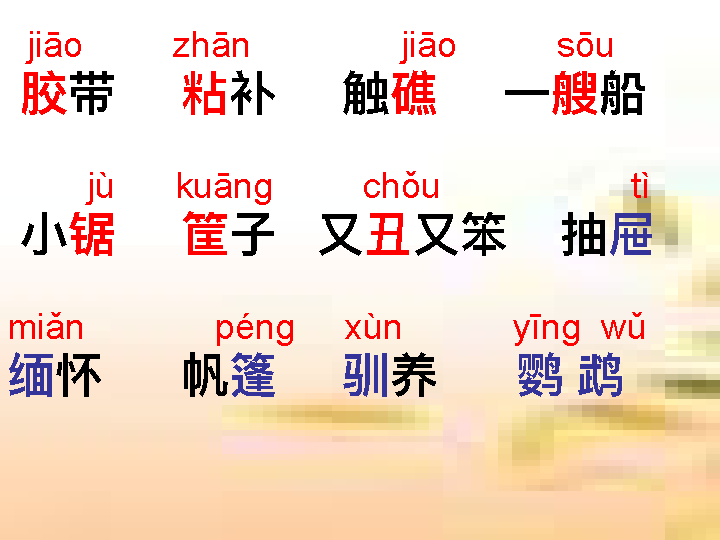 jiāo zhān jiāo sōu
胶带 粘补 触礁 一艘船
jù kuāng chǒu tì
小锯 筐子 又丑又笨 抽屉
miǎn péng xùn yīng wǔ
缅怀 帆篷 驯养 鹦 鹉